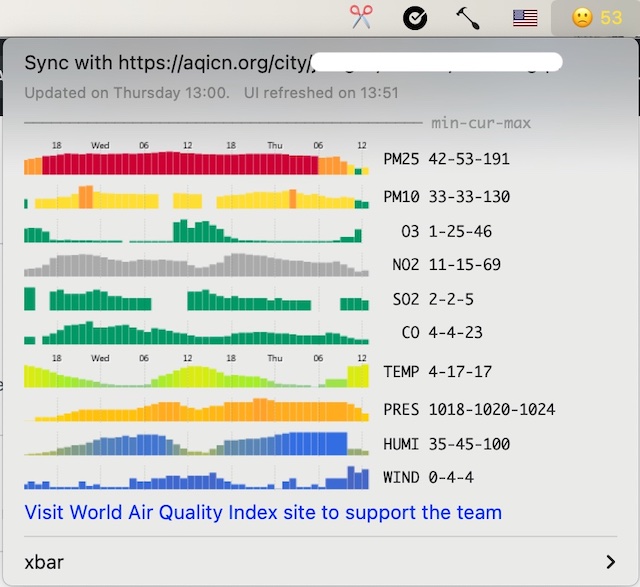 53
Sync with https://aqicn.org/city/
Updated on Thursday 13:00. UI refreshed on 13:51
min-cur-max
18 Wed 06 12 18 Thu 06 12
PM25 42-53-191
PM10 33-33-130
O3 1-25-46
NO2 11-15-69
SO2 2-2-5
CO 4-4-23
18 Wed 06 12 18 Thu 06 12
TEMP 4-17-17
PRES 1018-1020-1024
HUMI 35-45-100
WIND 0-4-4
Visit World Air Quality Index site to support the team
xbar